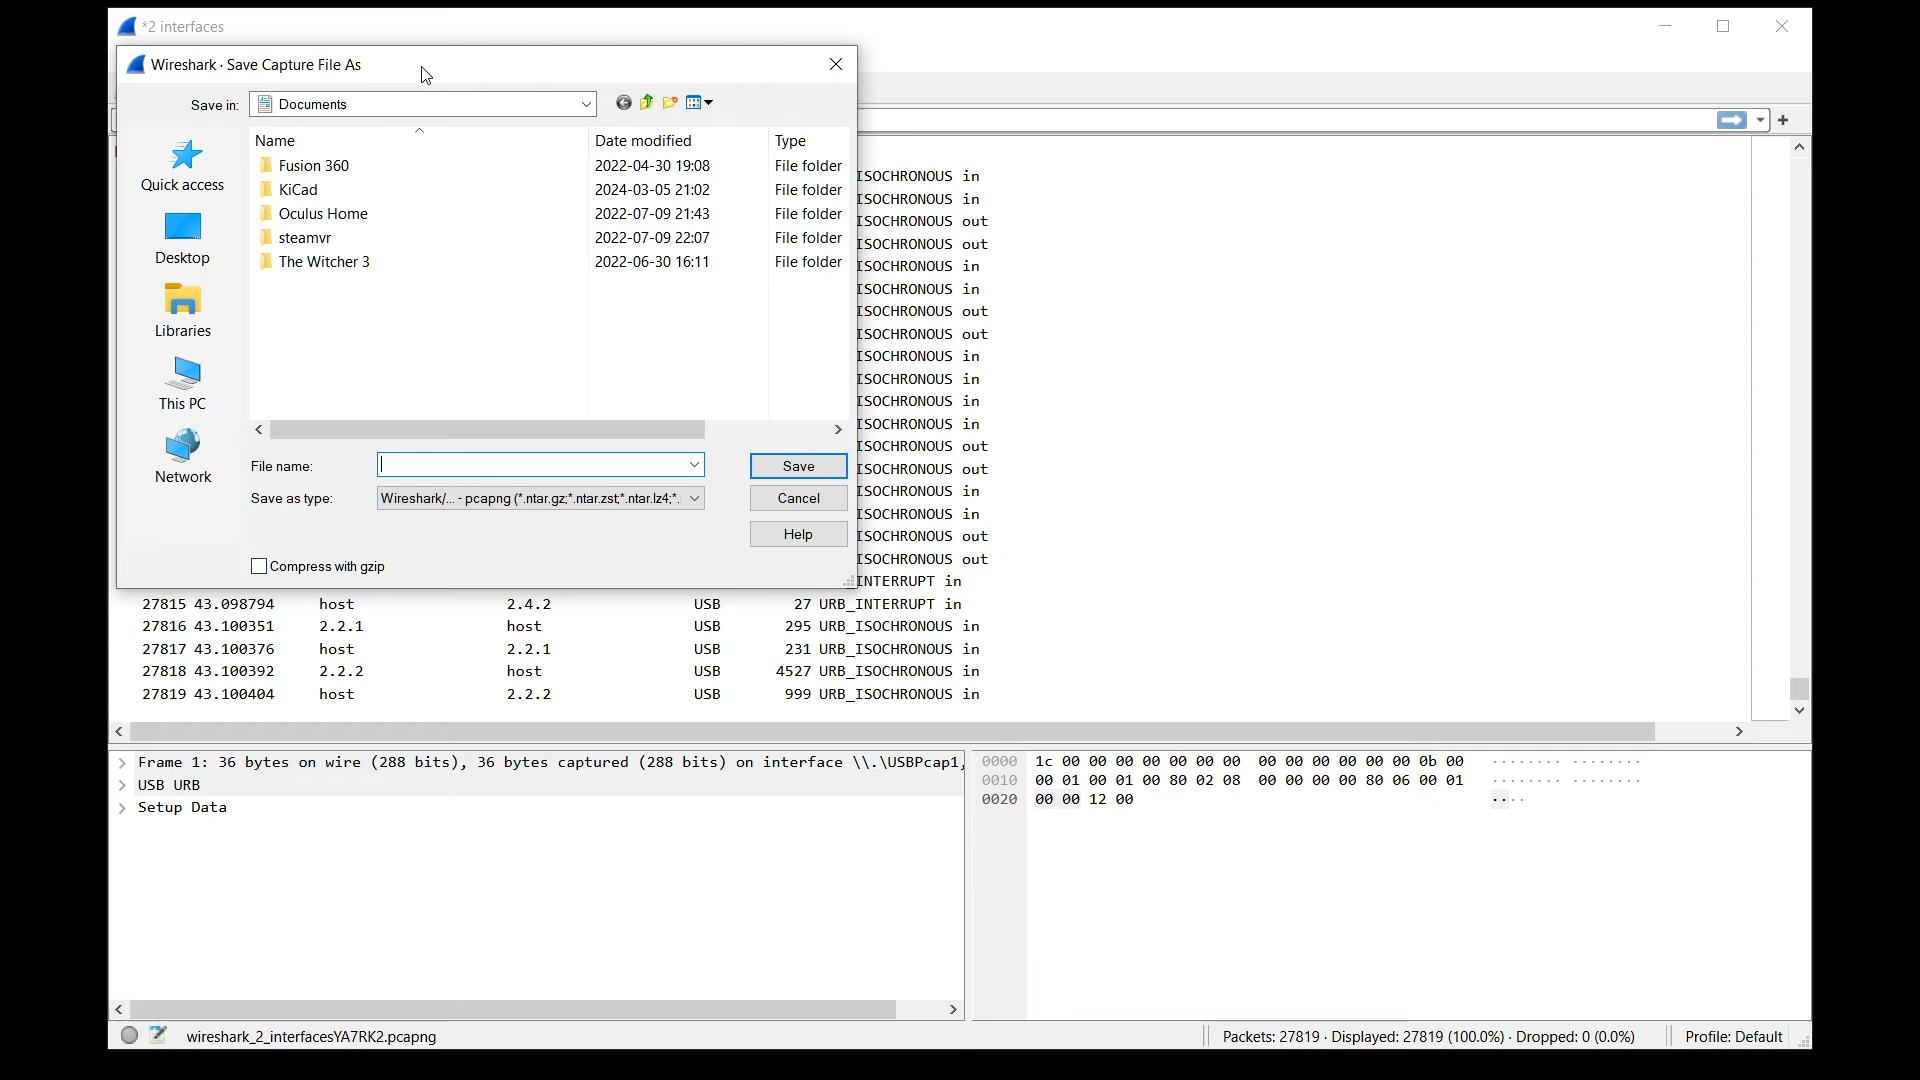 *2 interfaces
Wireshark · Save Capture File As
Save in: Documents
Name Date modified Type
Fusion 360 2022-04-30 19:08 File folder
KiCad 2024-03-05 21:02 File folder
Oculus Home 2022-07-09 21:43 File folder
steamvr 2022-07-09 22:07 File folder
The Witcher 3 2022-06-30 16:11 File folder
Quick access
Desktop
Libraries
This PC
Network
File name: Save
Save as type: Wireshark/... - pcapng (*.ntar.gz;*.ntar.zst;*.ntar.lz4;*. Cancel
Help
Compress with gzip
ISOCHRONOUS in
ISOCHRONOUS in
ISOCHRONOUS out
ISOCHRONOUS out
ISOCHRONOUS in
ISOCHRONOUS in
ISOCHRONOUS out
ISOCHRONOUS out
ISOCHRONOUS in
ISOCHRONOUS in
ISOCHRONOUS in
ISOCHRONOUS in
ISOCHRONOUS out
ISOCHRONOUS out
ISOCHRONOUS in
ISOCHRONOUS in
ISOCHRONOUS out
ISOCHRONOUS out
INTERRUPT in
27815 43.098794 host 2.4.2 USB 27 URB_INTERRUPT in
27816 43.100351 2.2.1 host USB 295 URB_ISOCHRONOUS in
27817 43.100376 host 2.2.1 USB 231 URB_ISOCHRONOUS in
27818 43.100392 2.2.2 host USB 4527 URB_ISOCHRONOUS in
27819 43.100404 host 2.2.2 USB 999 URB_ISOCHRONOUS in
Frame 1: 36 bytes on wire (288 bits), 36 bytes captured (288 bits) on interface \\.\USBPcap1,
USB URB
Setup Data
0000 1c 00 00 00 00 00 00 00 00 00 00 00 00 00 0b 00 ········ ········
0010 00 01 00 01 00 80 02 08 00 00 00 00 80 06 00 01 ········ ········
0020 00 00 12 00 ····
wireshark_2_interfacesYA7RK2.pcapng
Packets: 27819 · Displayed: 27819 (100.0%) · Dropped: 0 (0.0%)
Profile: Default